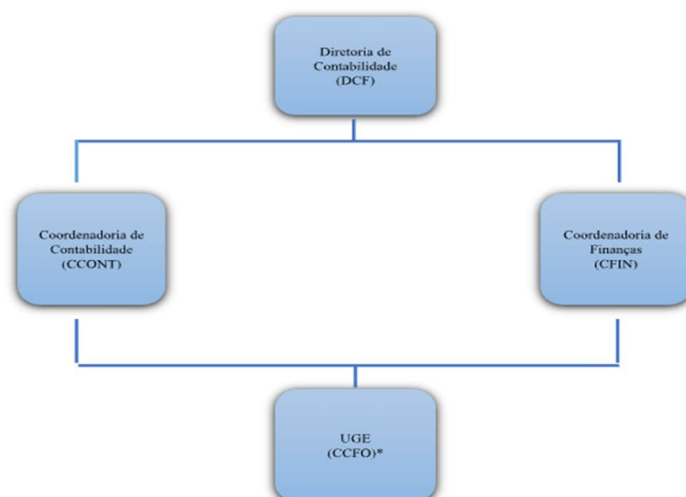 Diretoria de
Contabilidade
(DCF)
Coordenadoria de
Contabilidade
(CCONT)
Coordenadoria de
Finanças
(CFIN)
UGE
(CCFO)*